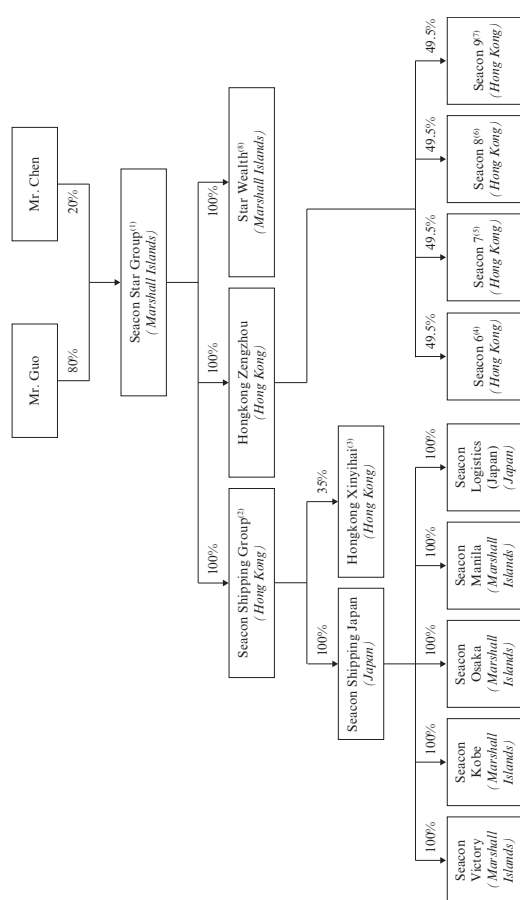 Mr. Guo
Mr. Chen
80%
20%
Seacon Star Group(1)
(Marshall Islands)
100%
100%
100%
Seacon Shipping Group(2)
(Hong Kong)
Hongkong Zengzhou
(Hong Kong)
Star Wealth(8)
(Marshall Islands)
100%
35%
Seacon Shipping Japan
(Japan)
Hongkong Xinyihai(3)
(Hong Kong)
100%
100%
100%
100%
100%
49.5%
49.5%
49.5%
49.5%
Seacon
Victory
(Marshall
Islands)
Seacon
Kobe
(Marshall
Islands)
Seacon
Osaka
(Marshall
Islands)
Seacon
Manila
(Marshall
Islands)
Seacon
Logistics
(Japan)
(Japan)
Seacon 6(4)
(Hong Kong)
Seacon 7(5)
(Hong Kong)
Seacon 8(6)
(Hong Kong)
Seacon 9(7)
(Hong Kong)